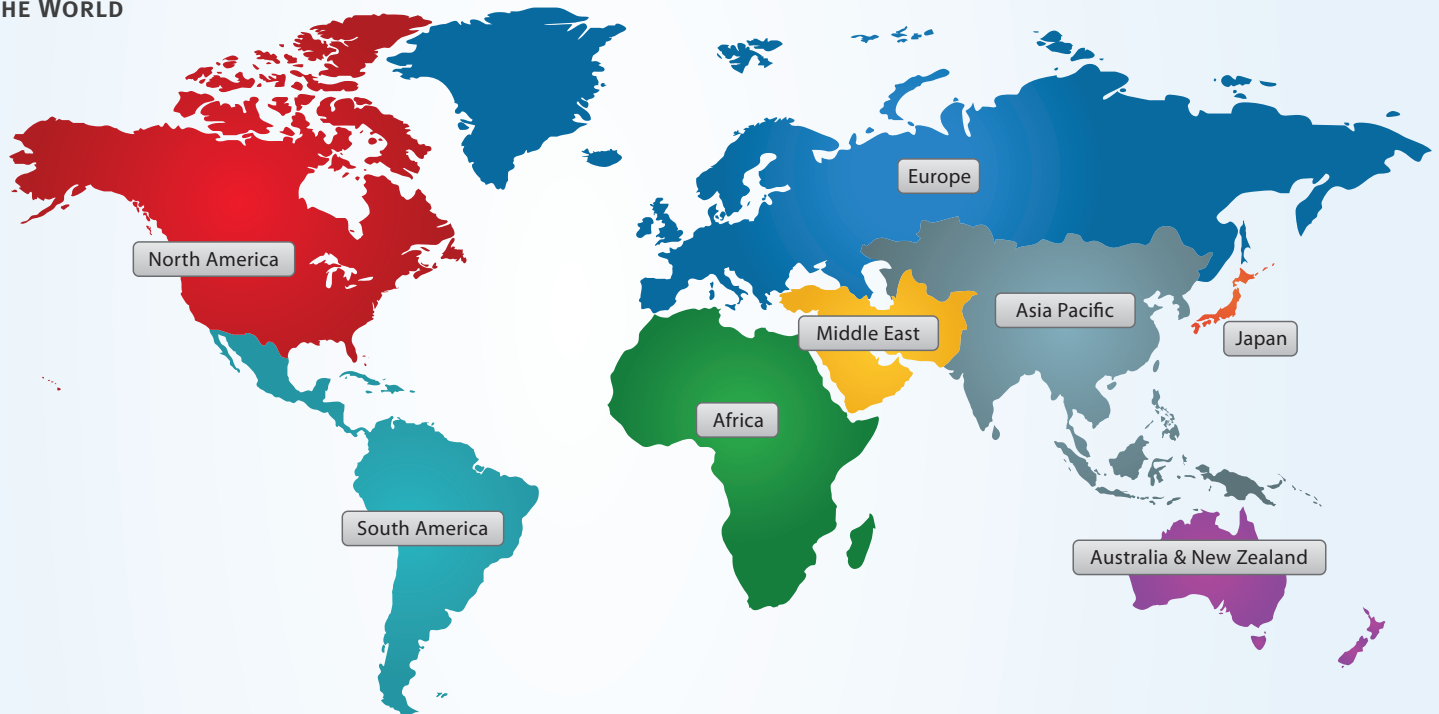 HE WORLD
Europe
North America
Asia Pacific
Middle East
Japan
Africa
South America
Australia & New Zealand